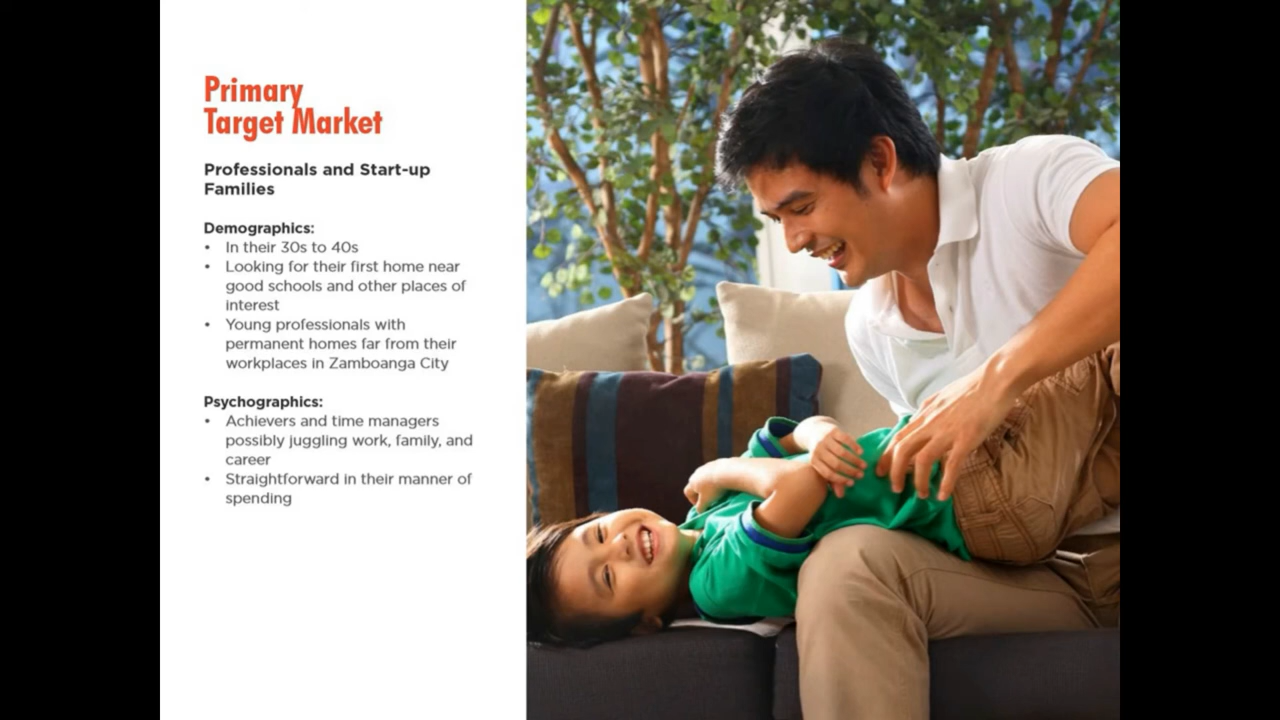 Primary
Target Market
Professionals and Start-up
Families
Demographics:
• In their 30s to 40s
• Looking for their first home near
good schools and other places of
interest
• Young professionals with
permanent homes far from their
workplaces in Zamboanga City
Psychographics:
• Achievers and time managers
possibly juggling work, family, and
career
• Straightforward in their manner of
spending